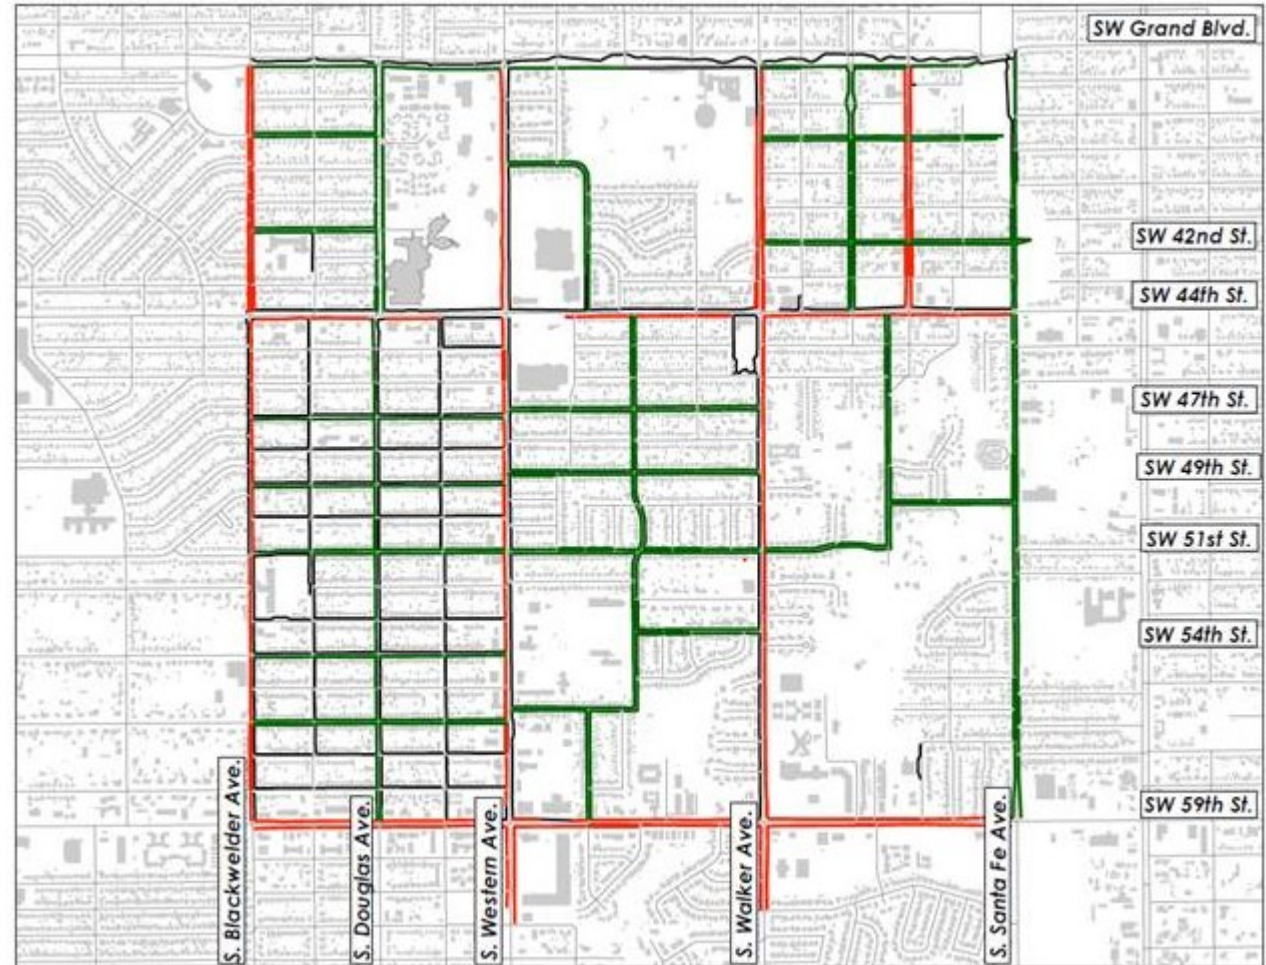 SW Grand Blvd.
SW 42nd St.
SW 44th St.
SW 47th St.
SW 49th St.
SW 51st St.
SW 54th St.
SW 59th St.
S. Blackwelder Ave.
S. Douglas Ave.
S. Western Ave.
S. Walker Ave.
S. Santa Fe Ave.